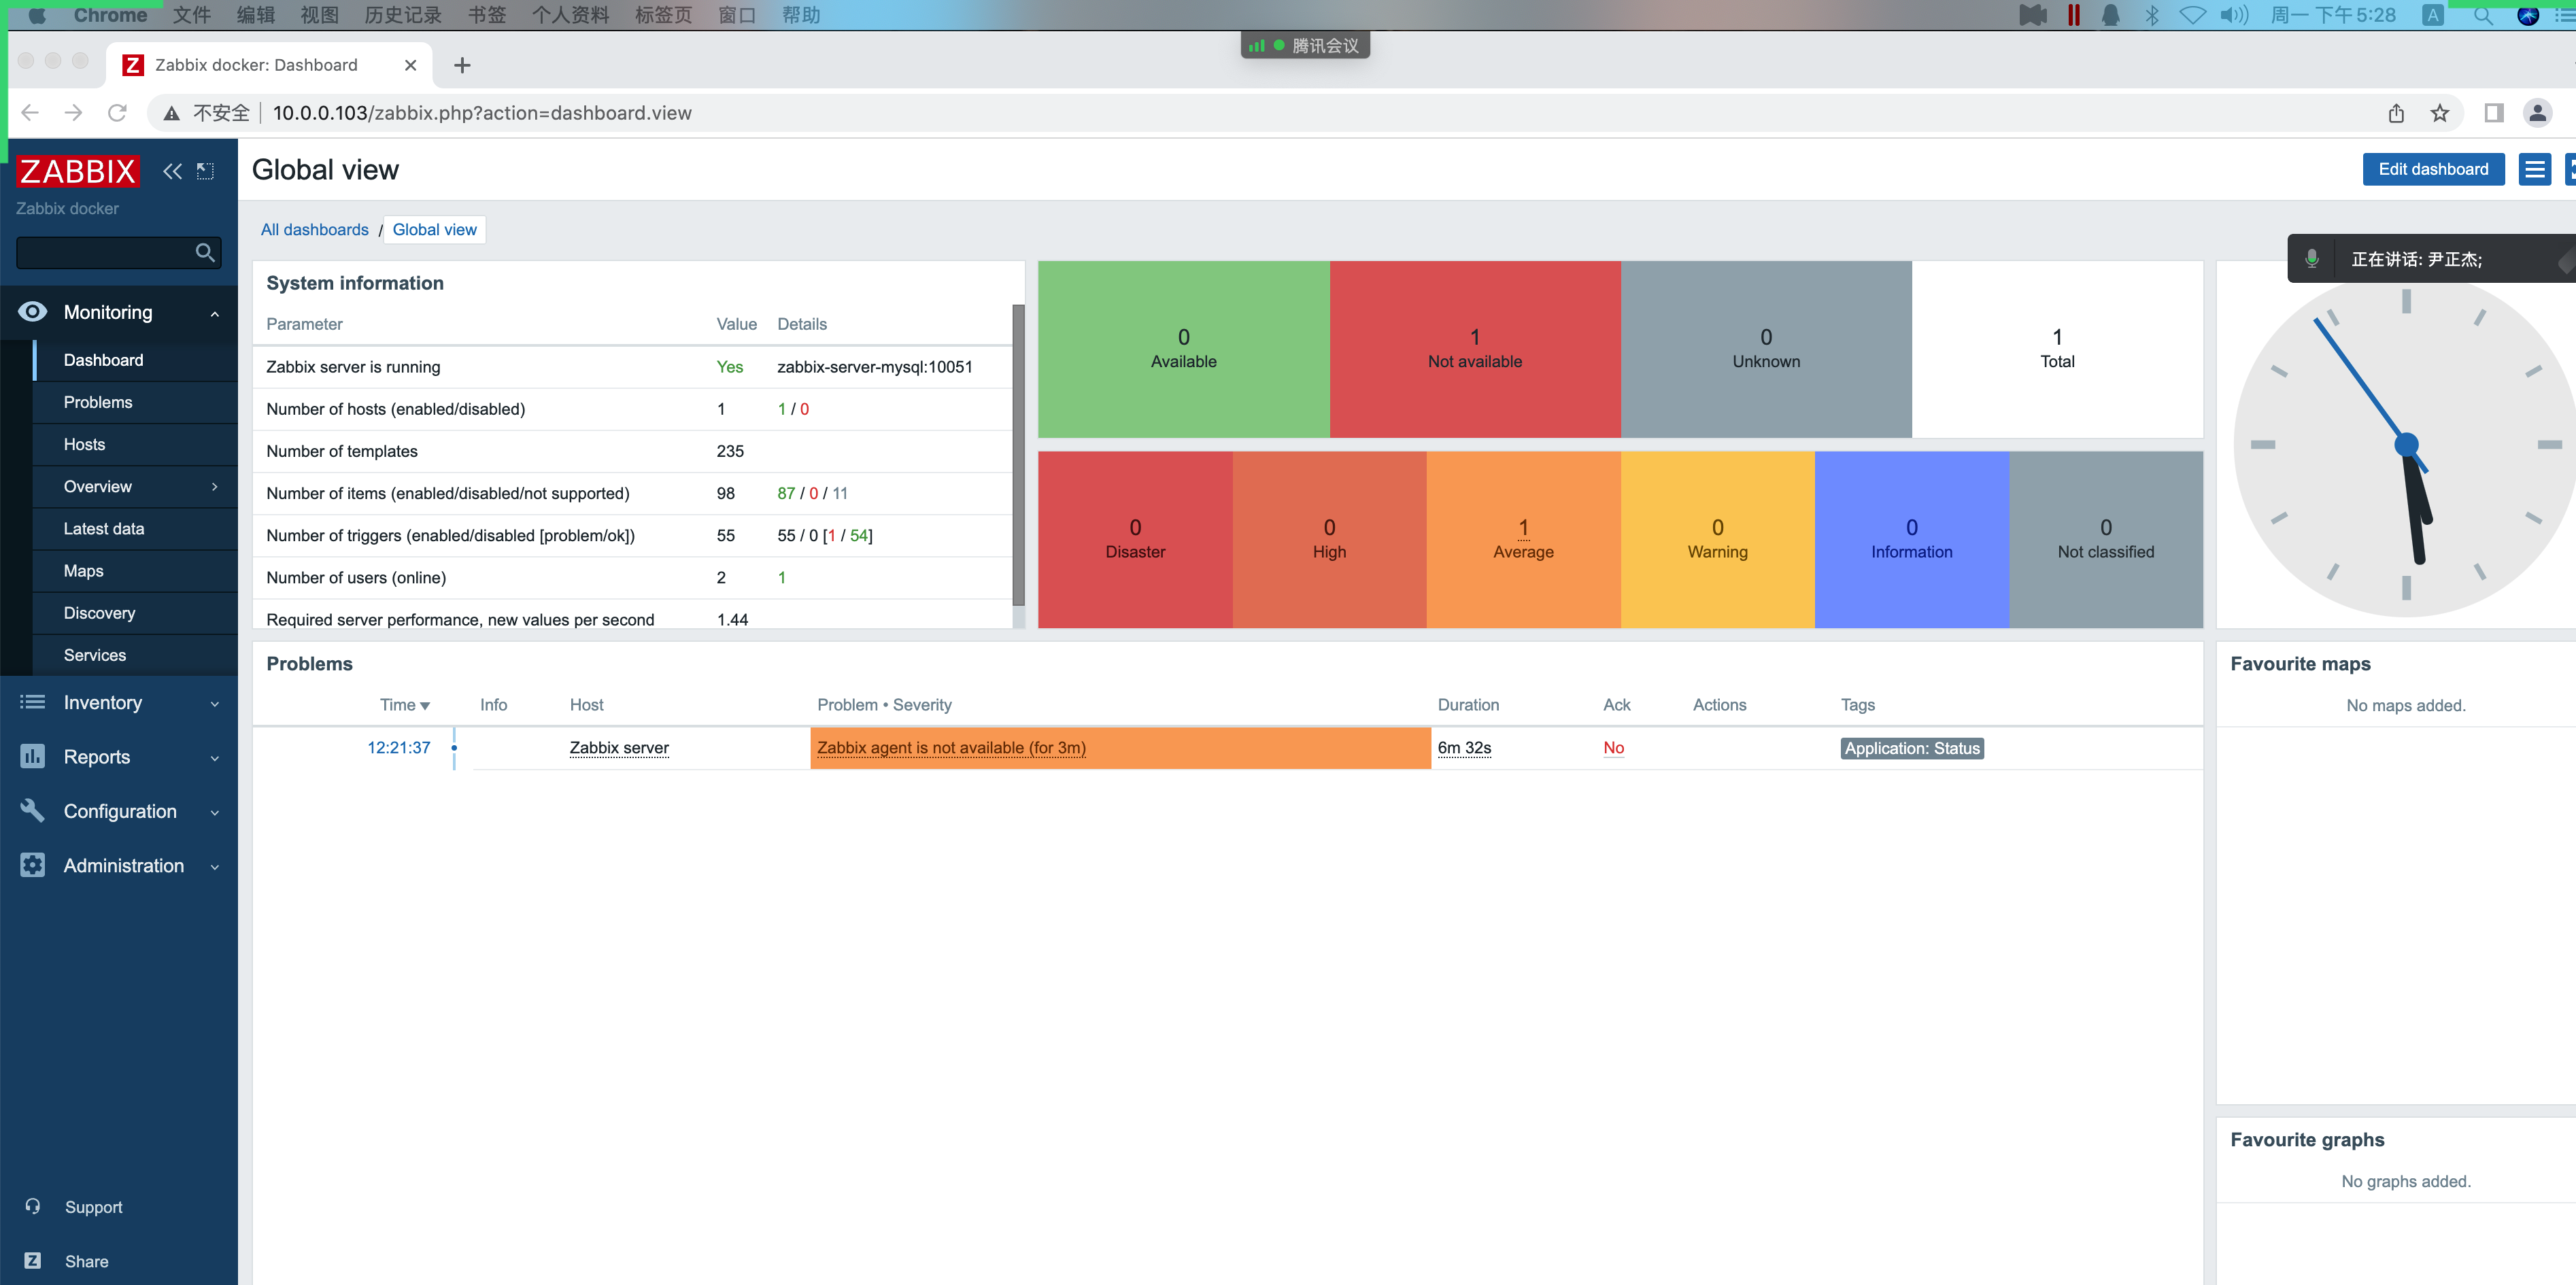 Chrome 文件 编辑 视图 历史记录 书签 个人资料 标签页 窗口 帮助 周一 下午5:28 A
腾讯会议
Z Zabbix docker: Dashboard
不安全 10.0.0.103/zabbix.php?action=dashboard.view
ZABBIX
Zabbix docker
Monitoring
Dashboard
Problems
Hosts
Overview
Latest data
Maps
Discovery
Services
Inventory
Reports
Configuration
Administration
Support
Z Share
Global view
Edit dashboard
All dashboards / Global view
正在讲话: 尹正杰;
System information
Parameter Value Details
Zabbix server is running Yes zabbix-server-mysql:10051
Number of hosts (enabled/disabled) 1 1 / 0
Number of templates 235
Number of items (enabled/disabled/not supported) 98 87 / 0 / 11
Number of triggers (enabled/disabled [problem/ok]) 55 55 / 0 [1 / 54]
Number of users (online) 2 1
Required server performance, new values per second 1.44
0 1 0 1
Available Not available Unknown Total
0 0 1 0 0 0
Disaster High Average Warning Information Not classified
Problems
Time Info Host Problem • Severity Duration Ack Actions Tags
12:21:37 Zabbix server Zabbix agent is not available (for 3m) 6m 32s No Application: Status
Favourite maps
No maps added.
Favourite graphs
No graphs added.